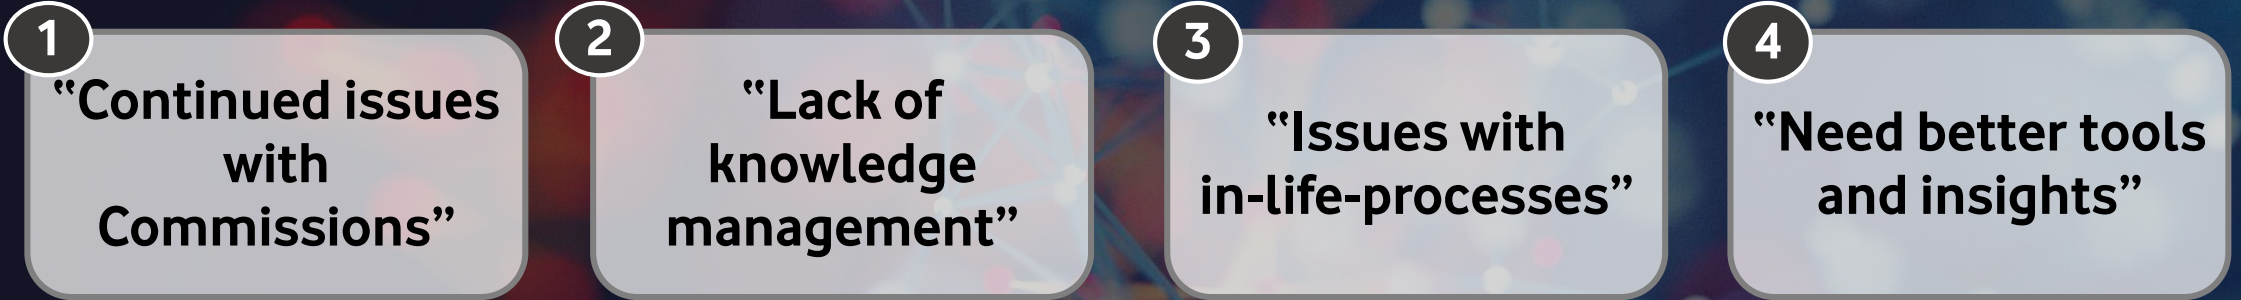 1
“Continued issues
with
Commissions”
2
“Lack of
knowledge
management”
3
“Issues with
in-life-processes”
4
“Need better tools
and insights”